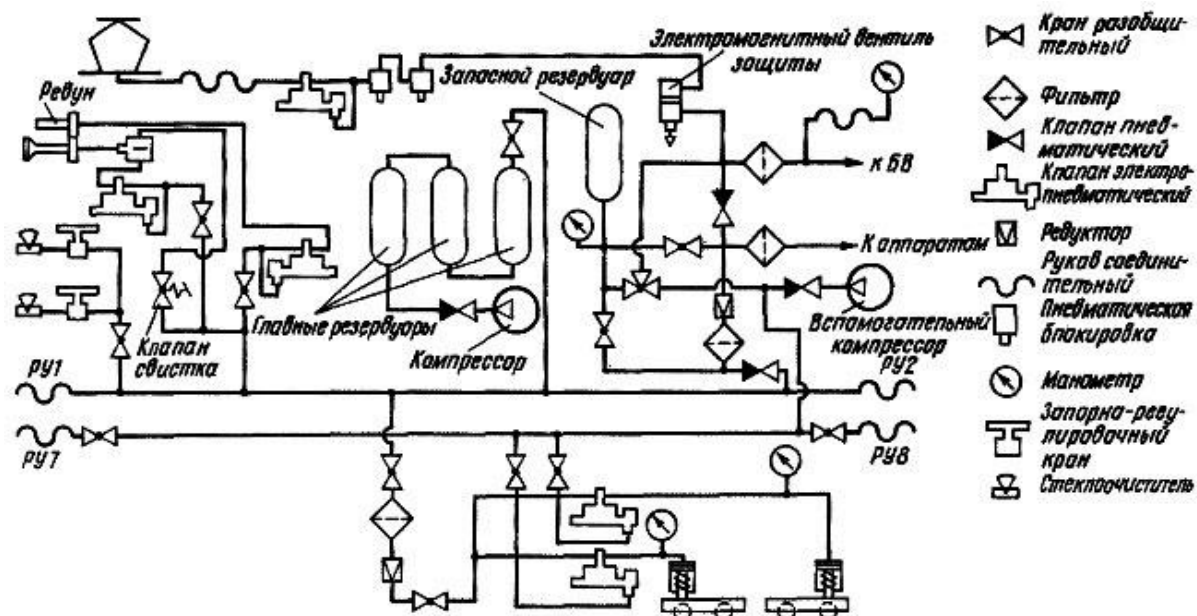 Ревун
Запасной резервуар
Электромагнитный вентиль
защиты
к БВ
К аппаратам
Главные резервуары
Компрессор
Вспомогательный
компрессор
Клапан
свистка
РУ1
РУ2
РУ7
РУ8
Кран разобщи-
тельный
Фильтр
Клапан пнев-
матический
Клапан электро-
пневматический
Редуктор
Рукав соедини-
тельный
Пневматическая
блокировка
Манометр
Запорно-регу-
лировочный
кран
Стеклоочиститель